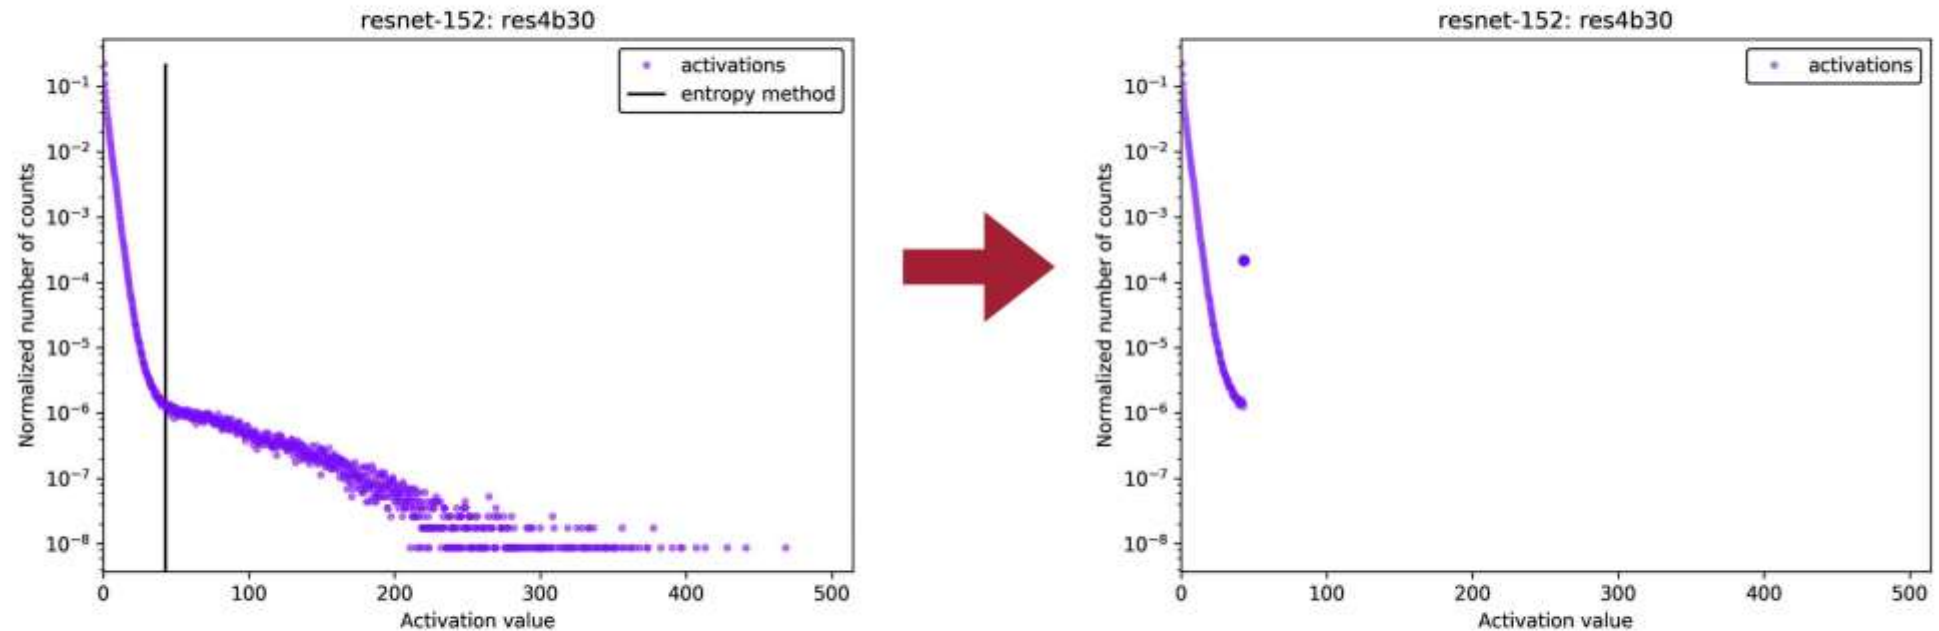 resnet-152: res4b30
activations
entropy method
Normalized number of counts
10⁻¹
10⁻²
10⁻³
10⁻⁴
10⁻⁵
10⁻⁶
10⁻⁷
10⁻⁸
0 100 200 300 400 500
Activation value
resnet-152: res4b30
activations
Normalized number of counts
10⁻¹
10⁻²
10⁻³
10⁻⁴
10⁻⁵
10⁻⁶
10⁻⁷
10⁻⁸
0 100 200 300 400 500
Activation value